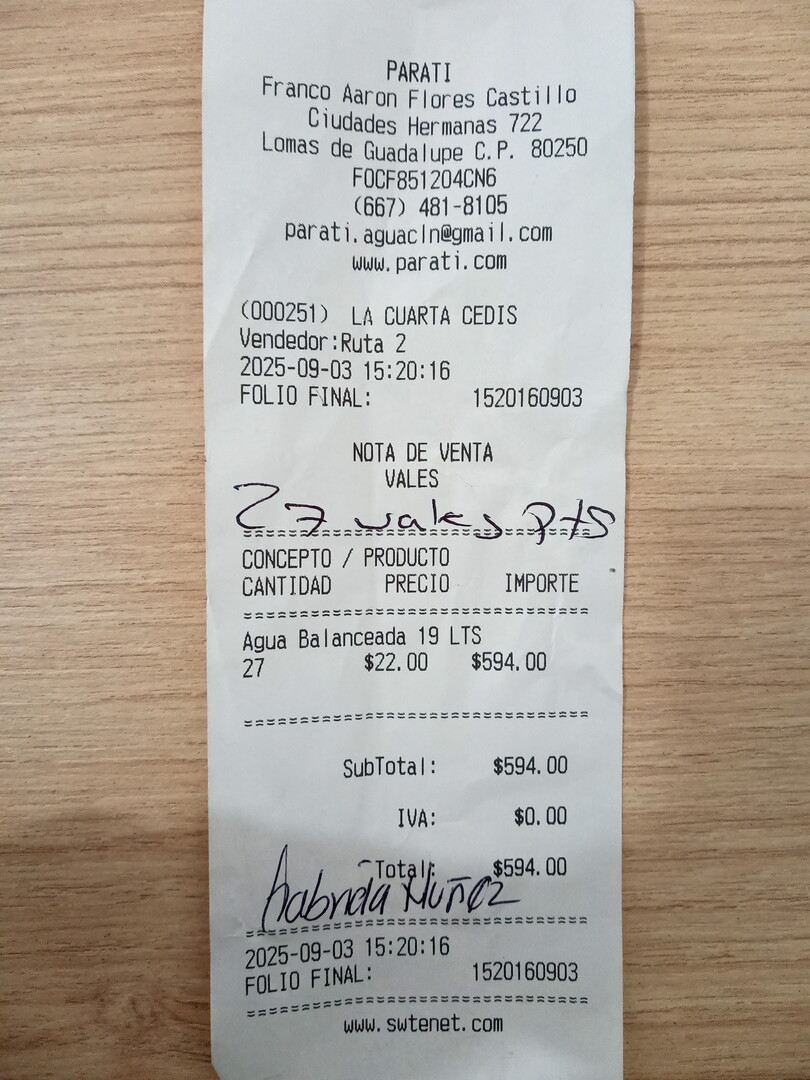 PARATI
Franco Aaron Flores Castillo
Ciudades Hermanas 722
Lomas de Guadalupe C.P. 80250
FOCF851204CN6
(667) 481-8105
parati.aguacln@gmail.com
www.parati.com
(000251) LA CUARTA CEDIS
Vendedor:Ruta 2
2025-09-03 15:20:16
FOLIO FINAL: 1520160903
NOTA DE VENTA
VALES
27 vales
CONCEPTO / PRODUCTO
CANTIDAD PRECIO IMPORTE
Agua Balanceada 19 LTS
27 $22.00 $594.00
SubTotal: $594.00
IVA: $0.00
Total: $594.00
Gabriela Muñoz
2025-09-03 15:20:16
FOLIO FINAL: 1520160903
www.swtenet.com